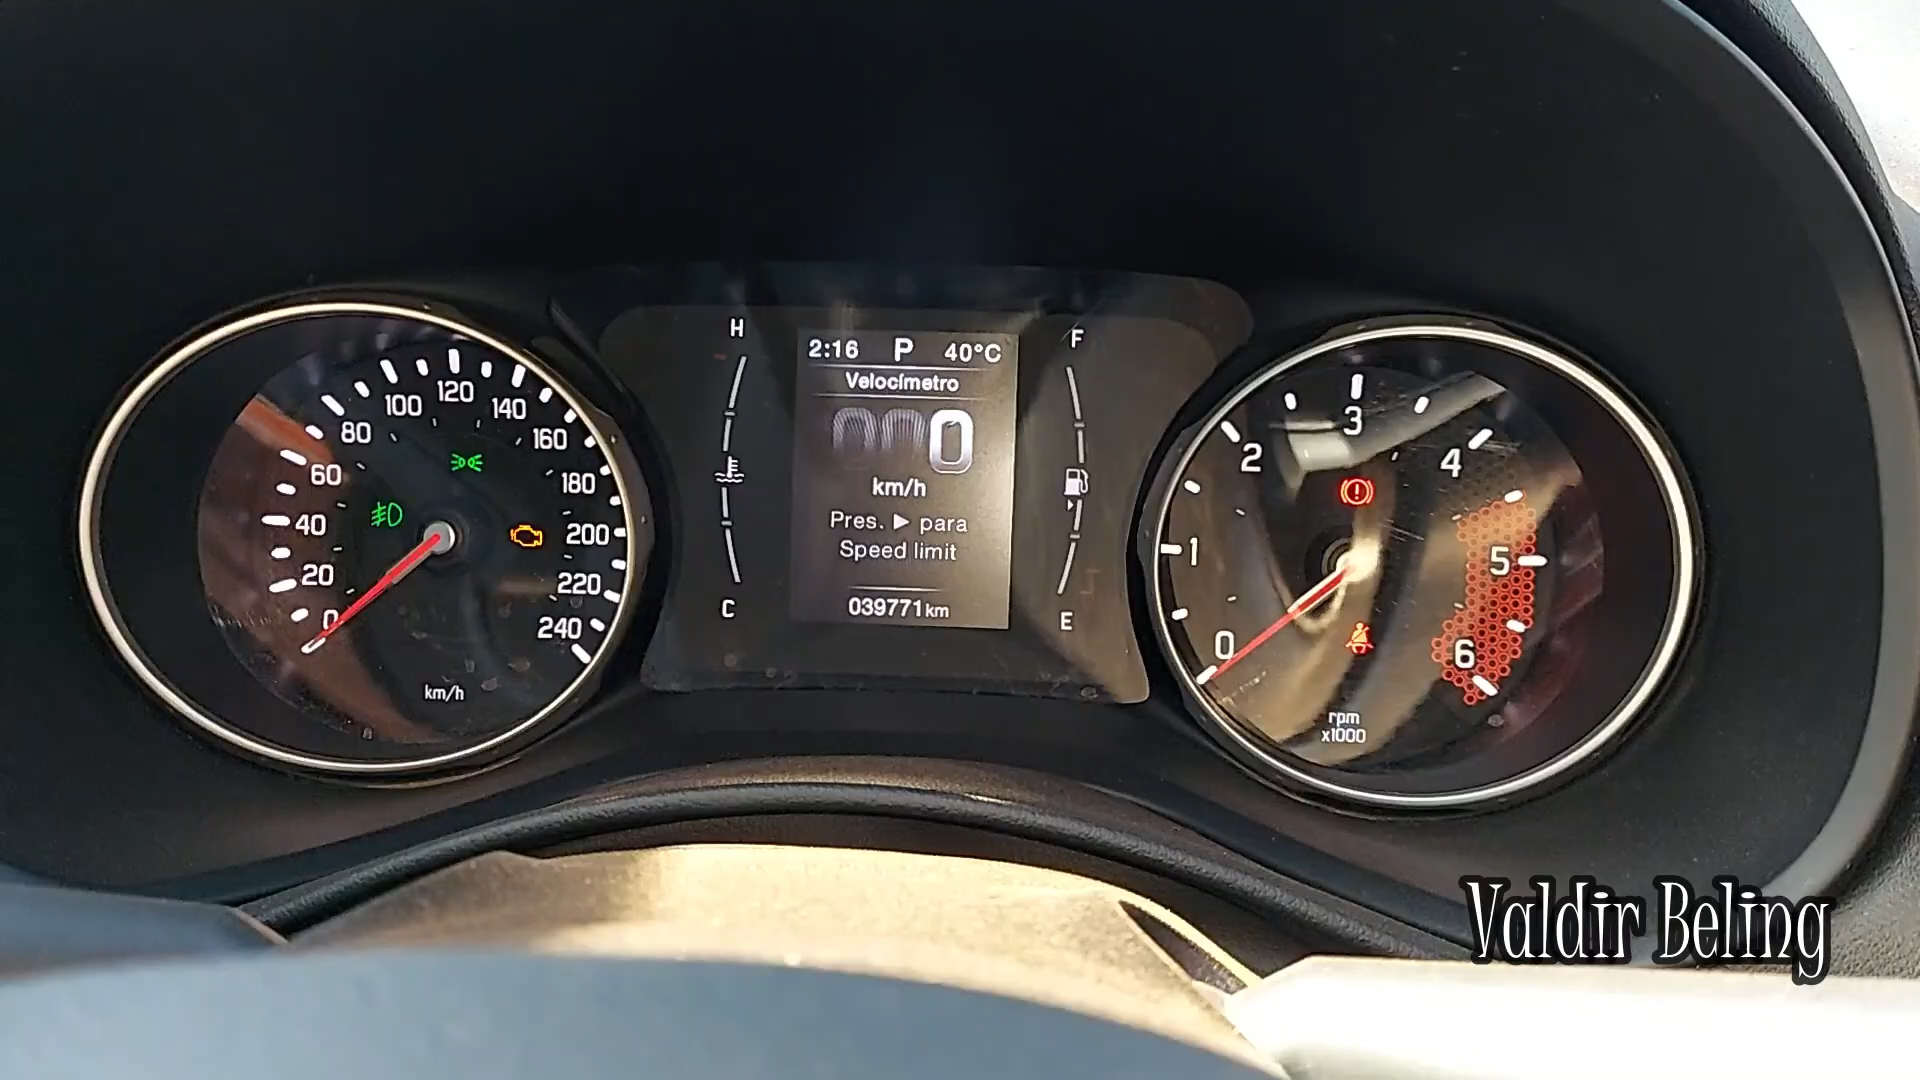 20
40
60
80
100
120
140
160
180
200
220
240
km/h
H
C
2:16 P 40°C
Velocímetro
0
km/h
Pres. ► para
Speed limit
039771km
F
E
0
1
2
3
4
5
6
rpm
x1000
Valdir Beling